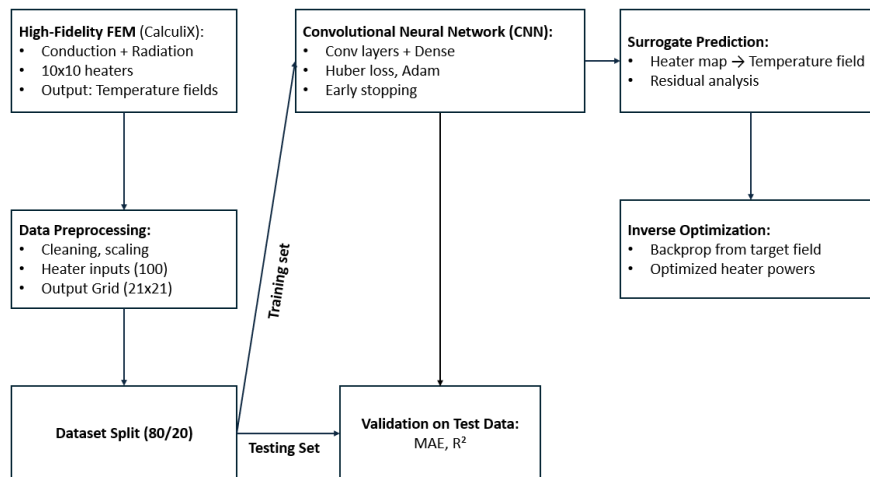 High-Fidelity FEM (CalculiX):
• Conduction + Radiation
• 10x10 heaters
• Output: Temperature fields
Convolutional Neural Network (CNN):
• Conv layers + Dense
• Huber loss, Adam
• Early stopping
Surrogate Prediction:
• Heater map → Temperature field
• Residual analysis
Data Preprocessing:
• Cleaning, scaling
• Heater inputs (100)
• Output Grid (21x21)
Training set
Inverse Optimization:
• Backprop from target field
• Optimized heater powers
Dataset Split (80/20)
Testing Set
Validation on Test Data:
MAE, R²